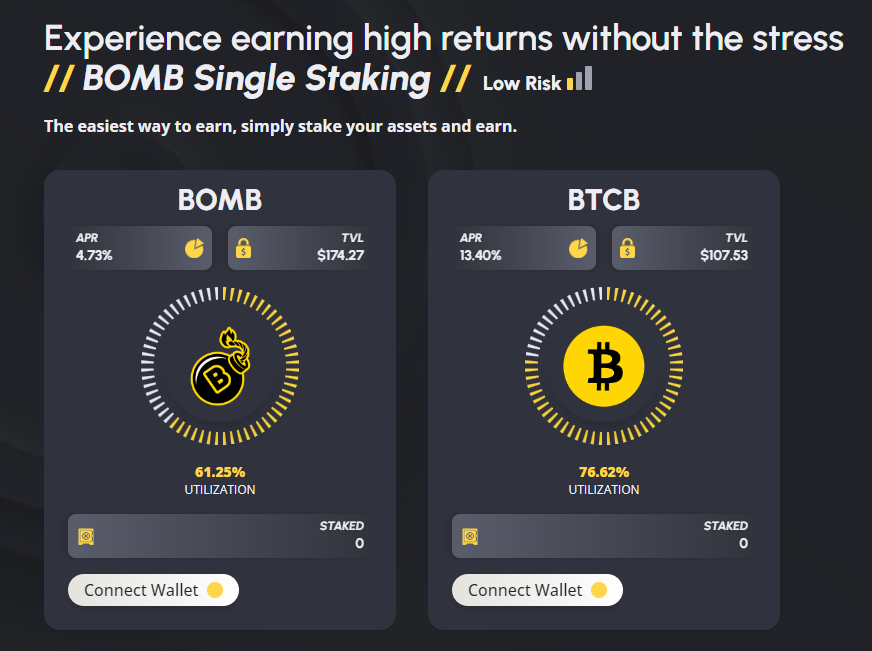 Experience earning high returns without the stress
// BOMB Single Staking // Low Risk
The easiest way to earn, simply stake your assets and earn.
BOMB
APR
4.73%
TVL
$174.27
B
61.25%
UTILIZATION
STAKED
0
Connect Wallet
BTCB
APR
13.40%
TVL
$107.53
76.62%
UTILIZATION
STAKED
0
Connect Wallet